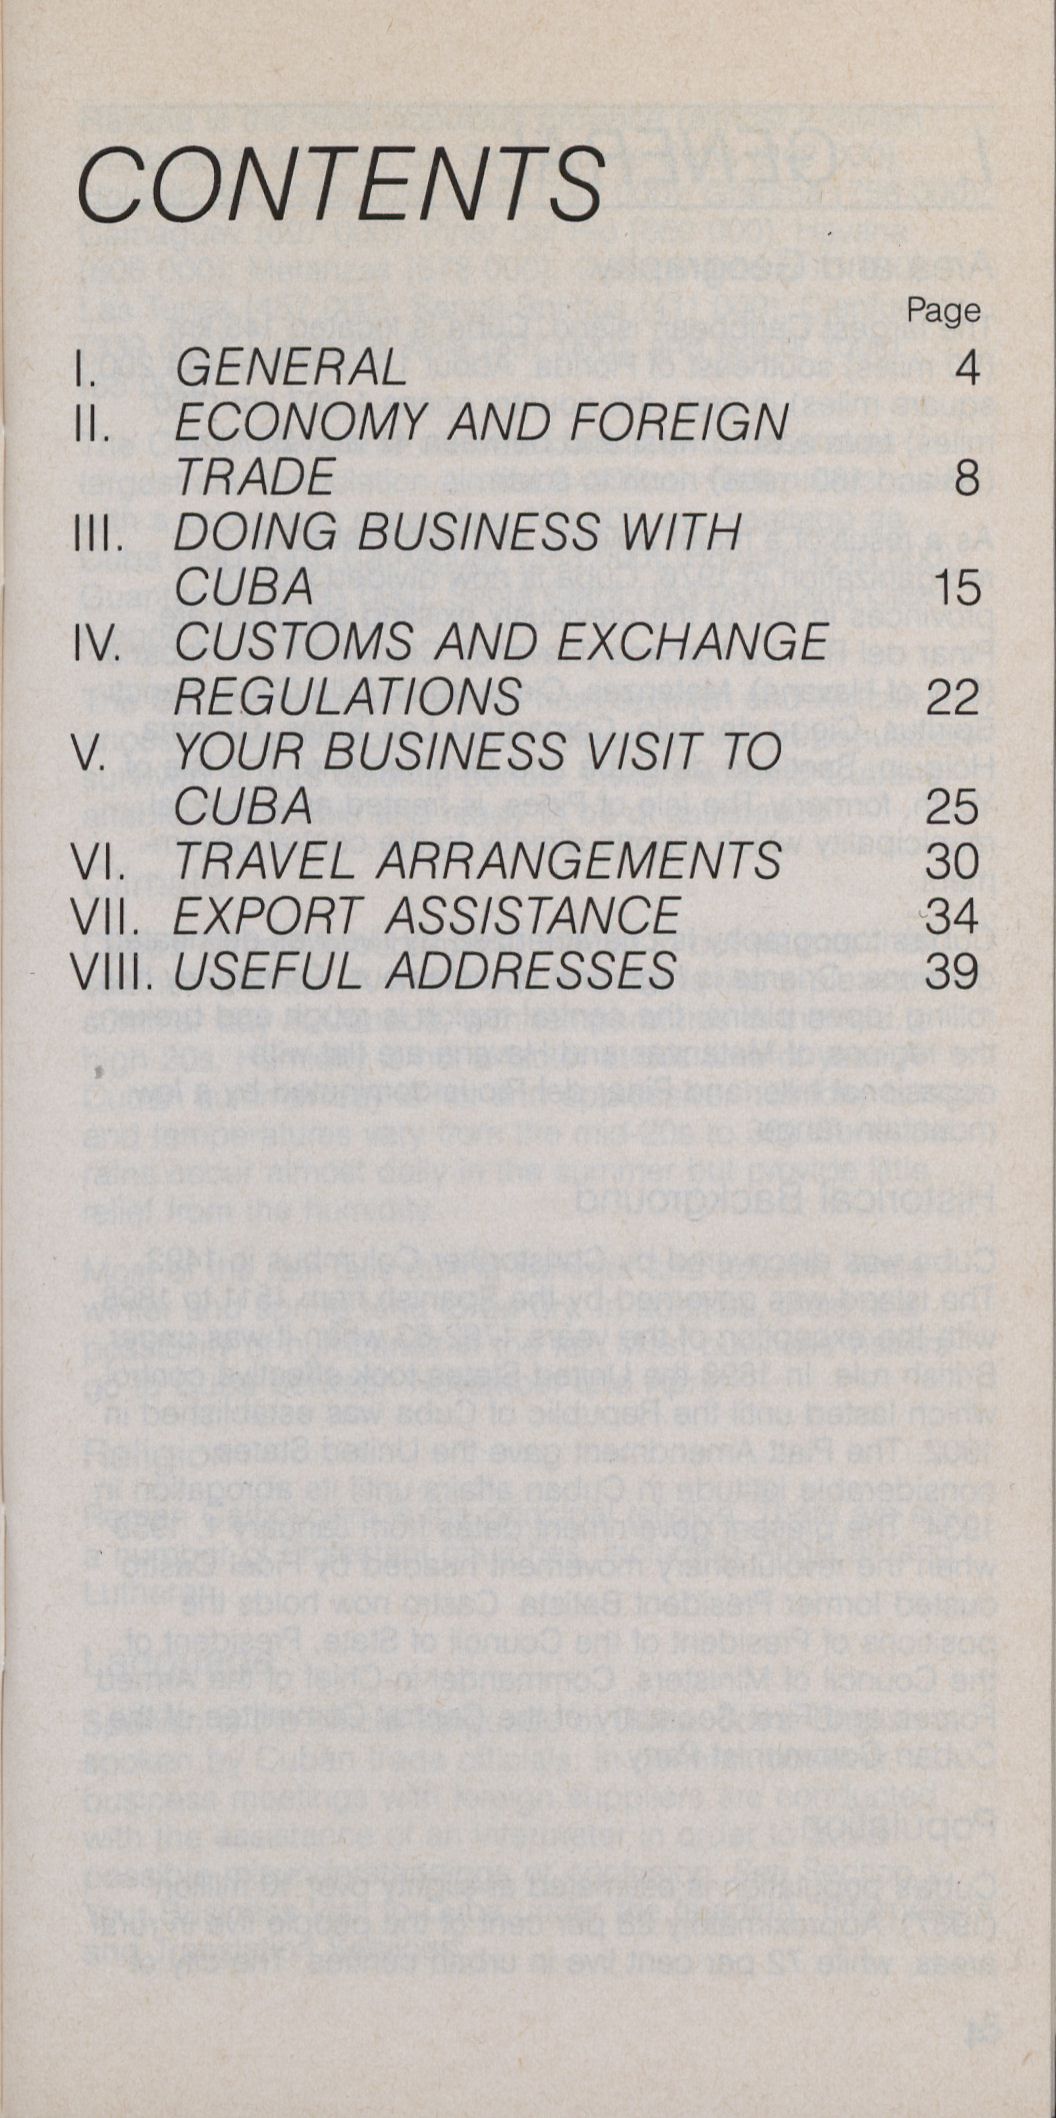 CONTENTS
Page
I. GENERAL 4
II. ECONOMY AND FOREIGN
TRADE 8
III. DOING BUSINESS WITH
CUBA 15
IV. CUSTOMS AND EXCHANGE
REGULATIONS 22
V. YOUR BUSINESS VISIT TO
CUBA 25
VI. TRAVEL ARRANGEMENTS 30
VII. EXPORT ASSISTANCE 34
VIII. USEFUL ADDRESSES 39